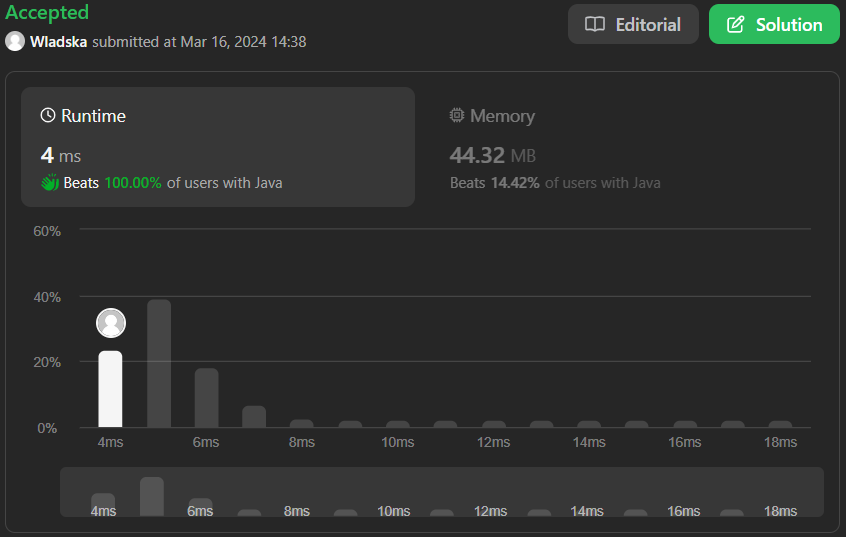 Accepted
Wladska submitted at Mar 16, 2024 14:38
Editorial
Solution
Runtime
4 ms
Beats 100.00% of users with Java
Memory
44.32 MB
Beats 14.42% of users with Java
60%
40%
20%
0%
4ms 6ms 8ms 10ms 12ms 14ms 16ms 18ms
4ms 6ms 8ms 10ms 12ms 14ms 16ms 18ms